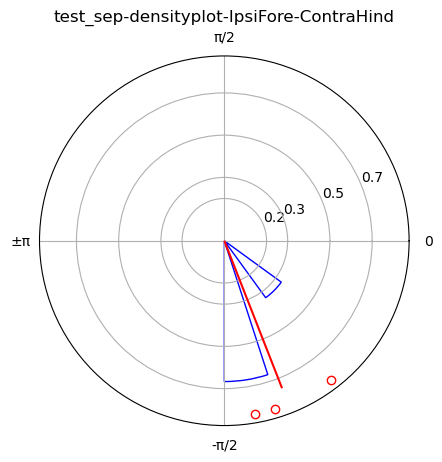 test_sep-densityplot-IpsiFore-ContraHind
π/2
0.7
0.5
0.3
0.2
±π
0
-π/2